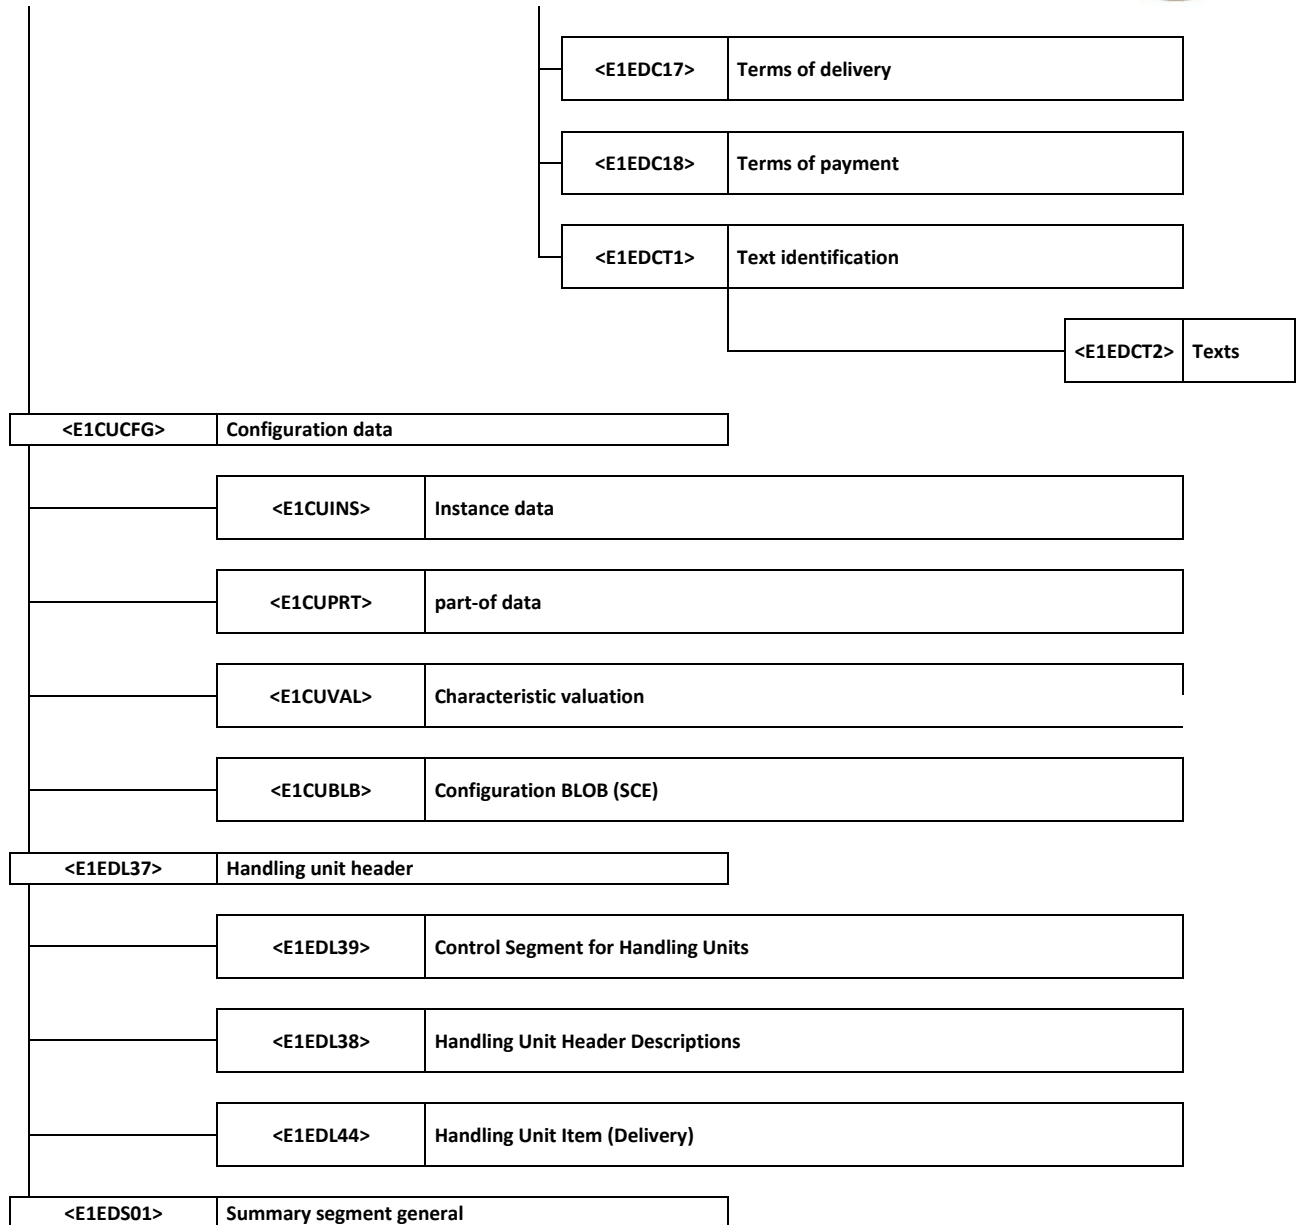 <E1EDC17> Terms of delivery
<E1EDC18> Terms of payment
<E1EDCT1> Text identification
<E1EDCT2> Texts
<E1CUCFG> Configuration data
<E1CUINS> Instance data
<E1CUPRT> part-of data
<E1CUVAL> Characteristic valuation
<E1CUBLB> Configuration BLOB (SCE)
<E1EDL37> Handling unit header
<E1EDL39> Control Segment for Handling Units
<E1EDL38> Handling Unit Header Descriptions
<E1EDL44> Handling Unit Item (Delivery)
<E1EDS01> Summary segment general